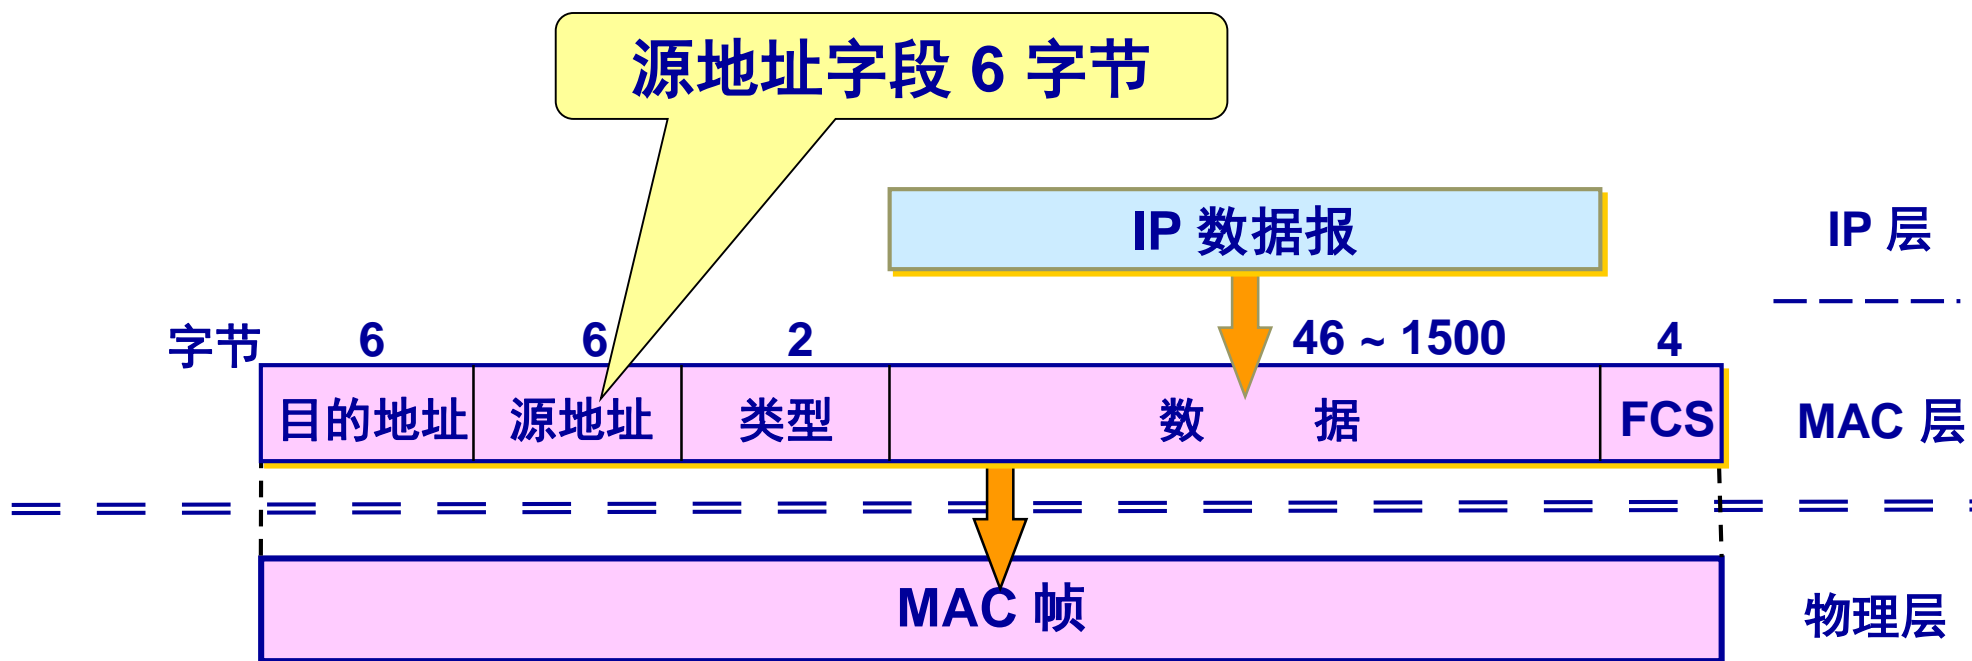 源地址字段 6 字节
IP 数据报
IP 层
字节 6 6 2 46 ~ 1500 4
目的地址 源地址 类型 数 据 FCS
MAC 层
MAC 帧
物理层